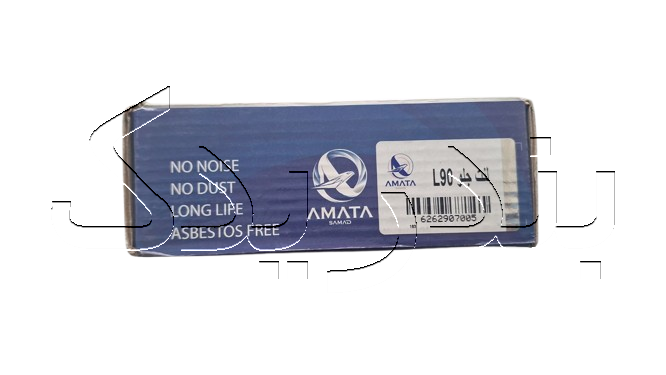 NO NOISE
NO DUST
LONG LIFE
ASBESTOS FREE
AMATA
SAMAD
AMATA
لنت جلو L90
6262907005